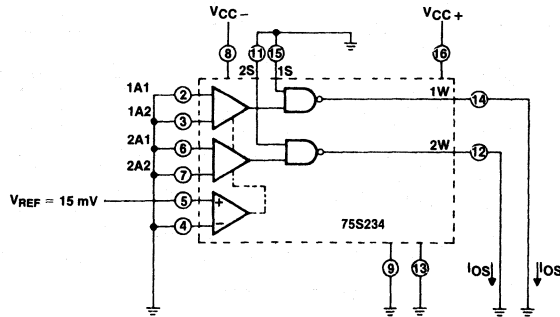 VCC− VCC+
8 11 15 16
2S 1S
1A1 2 1W 14
1A2 3
2A1 6 2W 12
2A2 7
VREF = 15 mV 5 +
4 − 75S234
9 13 IOS IOS